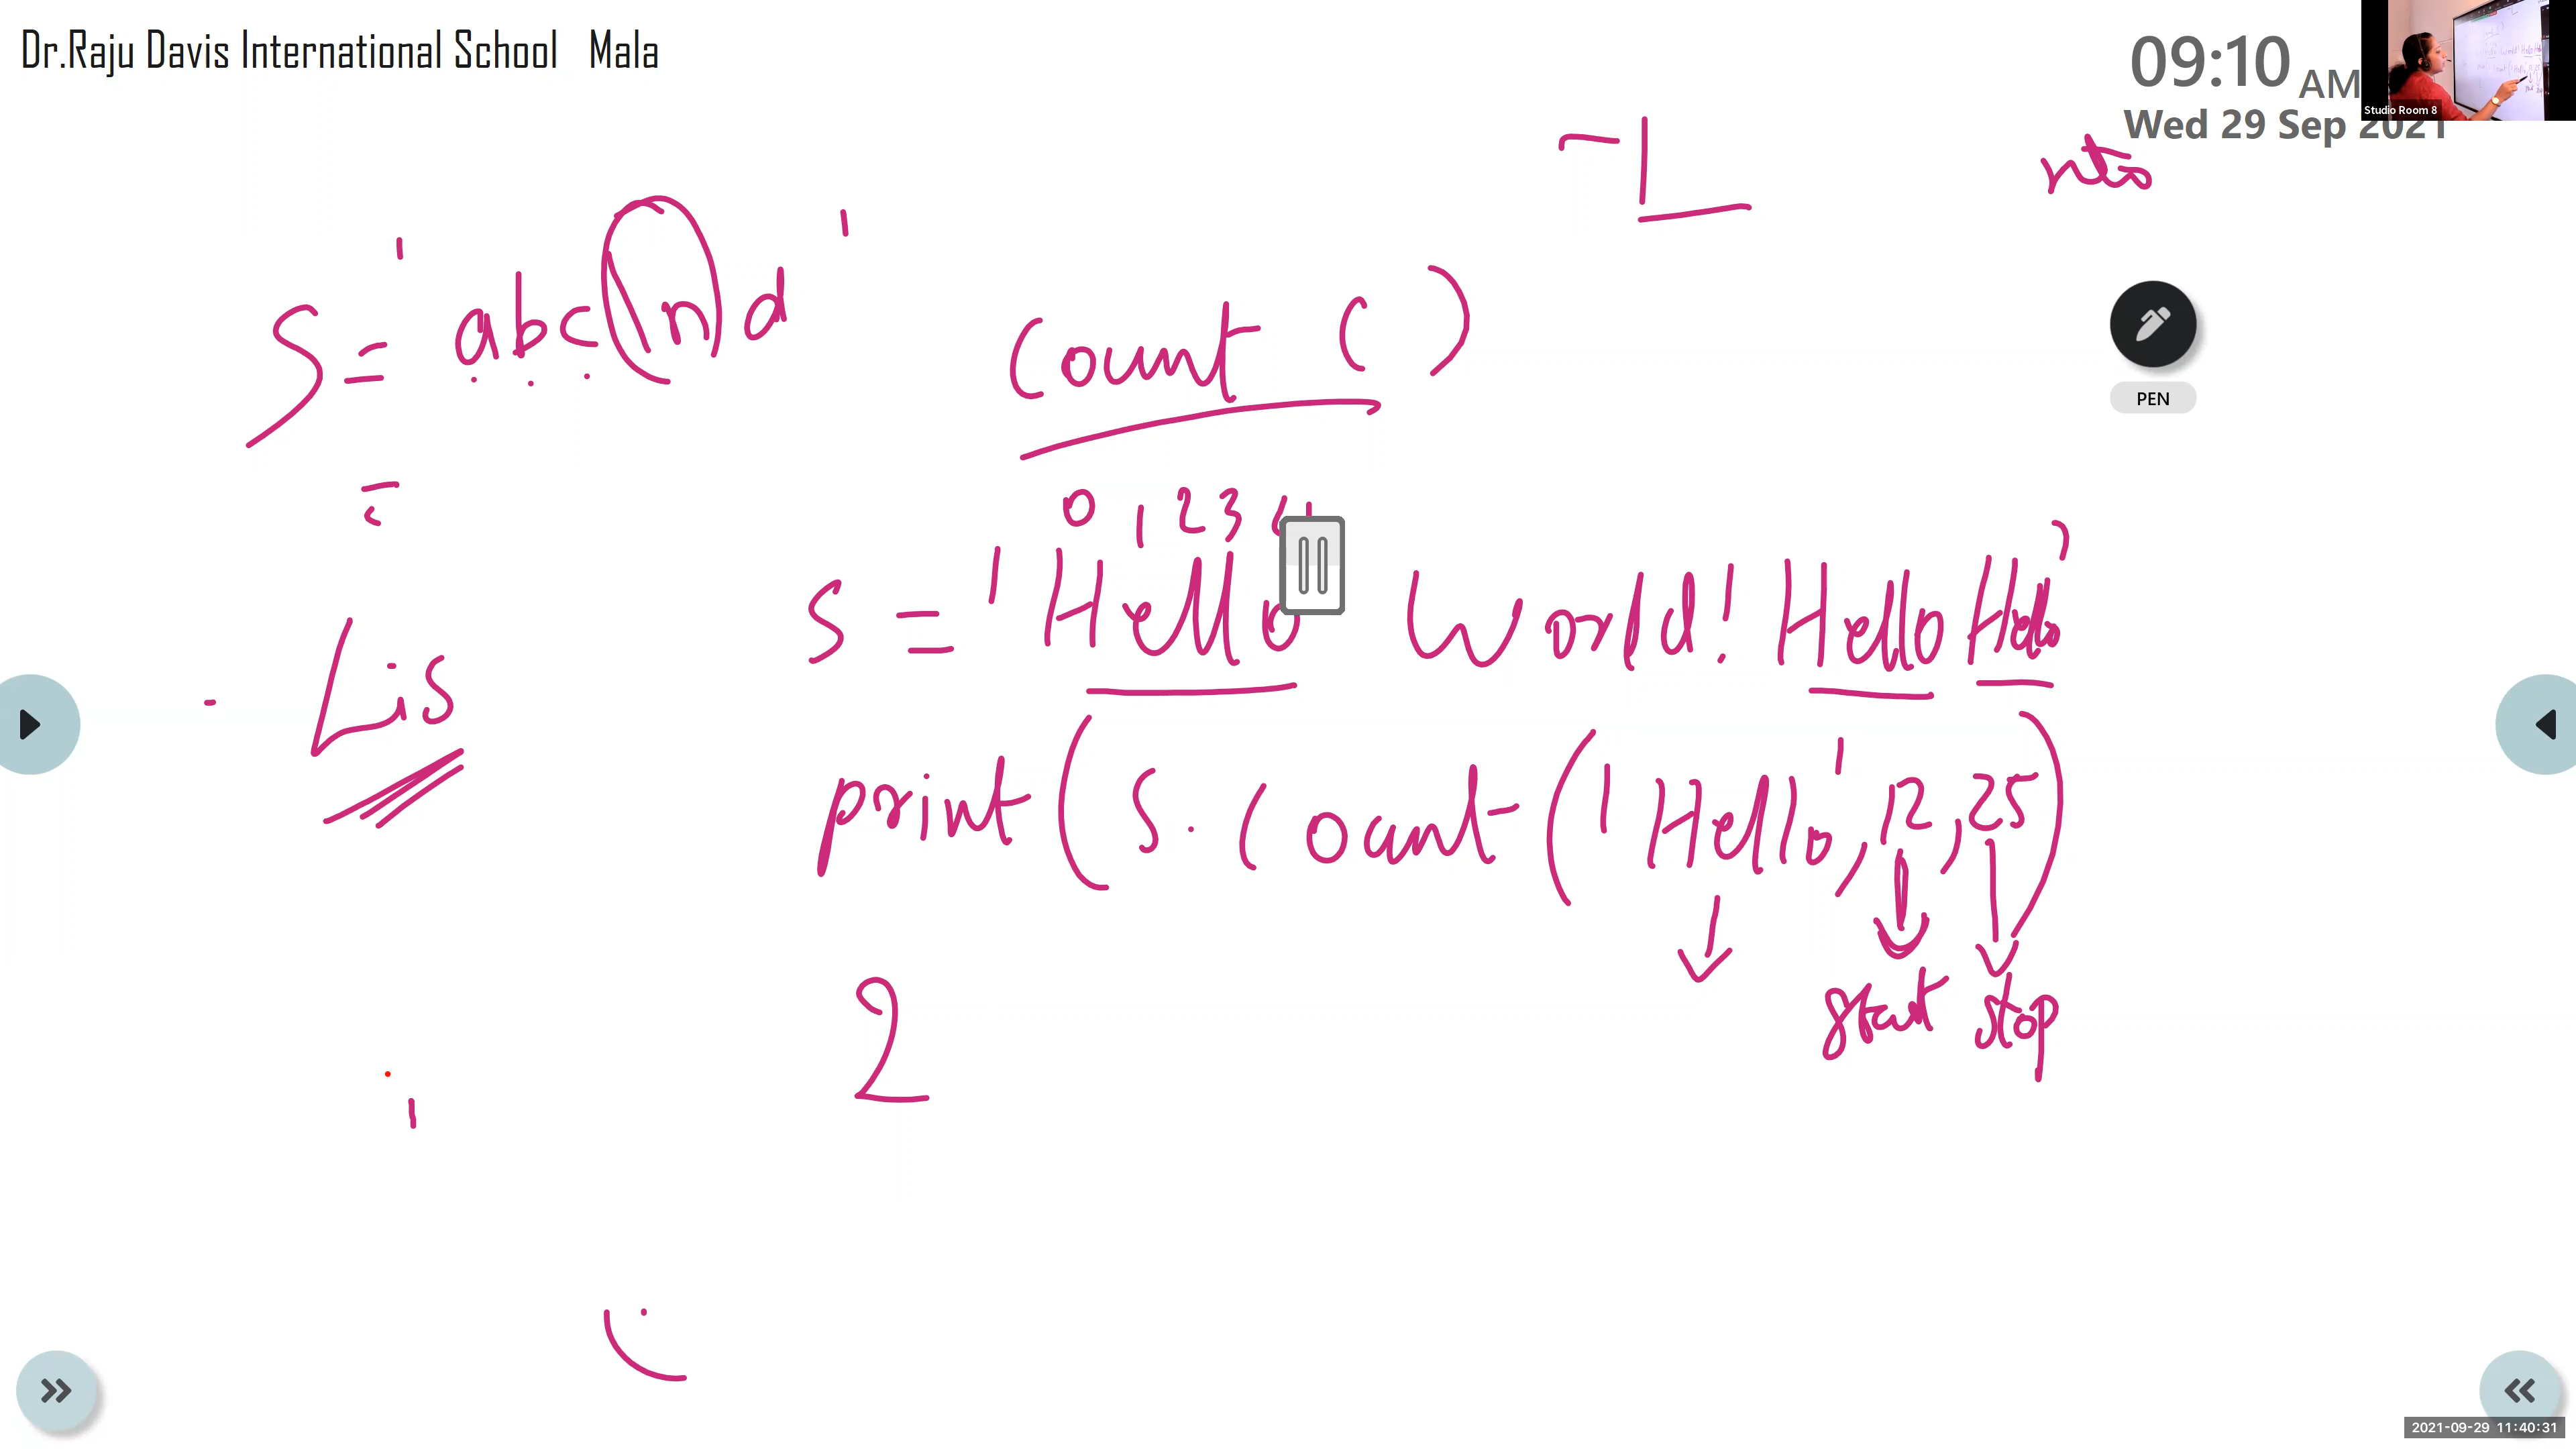 Dr.Raju Davis International School Mala
09:10 AM
Wed 29 Sep 2021
Studio Room 8
-1
PEN
S = 'abc\nd'
Count ( )
0 1 2 3 4
S = 'Hello World! Hello Hello'
Lis
print(S.Count('Hello', 12, 25)
start stop
2
2021-09-29 11:40:31